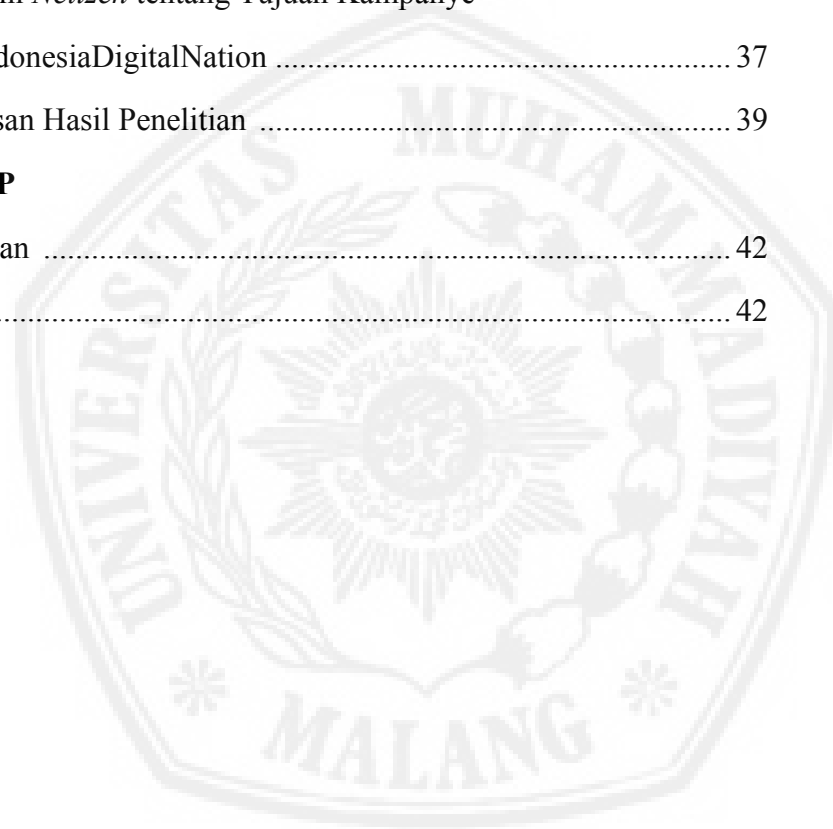 Netizen tentang Tujuan Kampanye
donesiaDigitalNation ........................................................... 37
san Hasil Penelitian ............................................................. 39
P
an ......................................................................................... 42
............................................................................................... 42
UNIVERSITAS MUHAMMADIYAH
MALANG